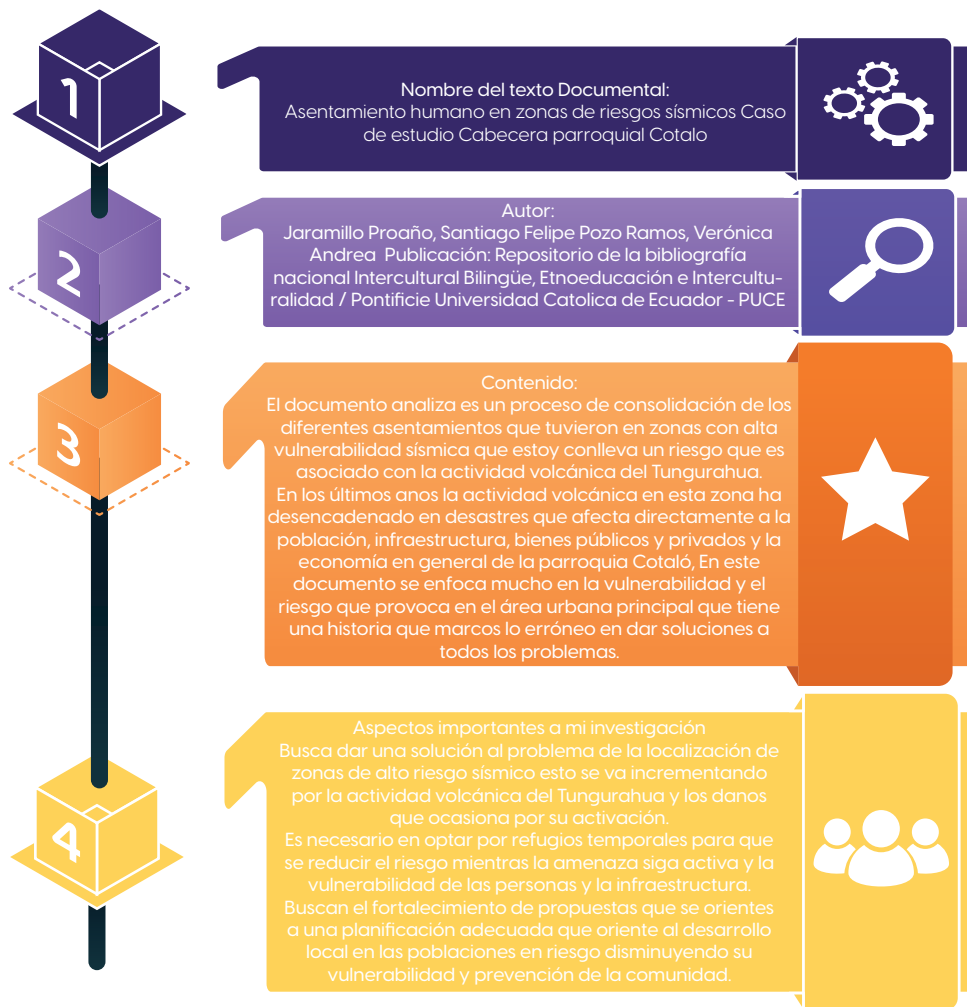 1
Nombre del texto Documental:
Asentamiento humano en zonas de riesgos sísmicos Caso
de estudio Cabecera parroquial Cotalo
2
Autor:
Jaramillo Proaño, Santiago Felipe Pozo Ramos, Verónica
Andrea Publicación: Repositorio de la bibliografía
nacional Intercultural Bilingüe, Etnoeducación e Intercultu-
ralidad / Pontificie Universidad Catolica de Ecuador - PUCE
3
Contenido:
El documento analiza es un proceso de consolidación de los
diferentes asentamientos que tuvieron en zonas con alta
vulnerabilidad sísmica que estoy conlleva un riesgo que es
asociado con la actividad volcánica del Tungurahua.
En los últimos anos la actividad volcánica en esta zona ha
desencadenado en desastres que afecta directamente a la
población, infraestructura, bienes públicos y privados y la
economía en general de la parroquia Cotaló, En este
documento se enfoca mucho en la vulnerabilidad y el
riesgo que provoca en el área urbana principal que tiene
una historia que marcos lo erróneo en dar soluciones a
todos los problemas.
4
Aspectos importantes a mi investigación
Busca dar una solución al problema de la localización de
zonas de alto riesgo sísmico esto se va incrementando
por la actividad volcánica del Tungurahua y los danos
que ocasiona por su activación.
Es necesario en optar por refugios temporales para que
se reducir el riesgo mientras la amenaza siga activa y la
vulnerabilidad de las personas y la infraestructura.
Buscan el fortalecimiento de propuestas que se orientes
a una planificación adecuada que oriente al desarrollo
local en las poblaciones en riesgo disminuyendo su
vulnerabilidad y prevención de la comunidad.